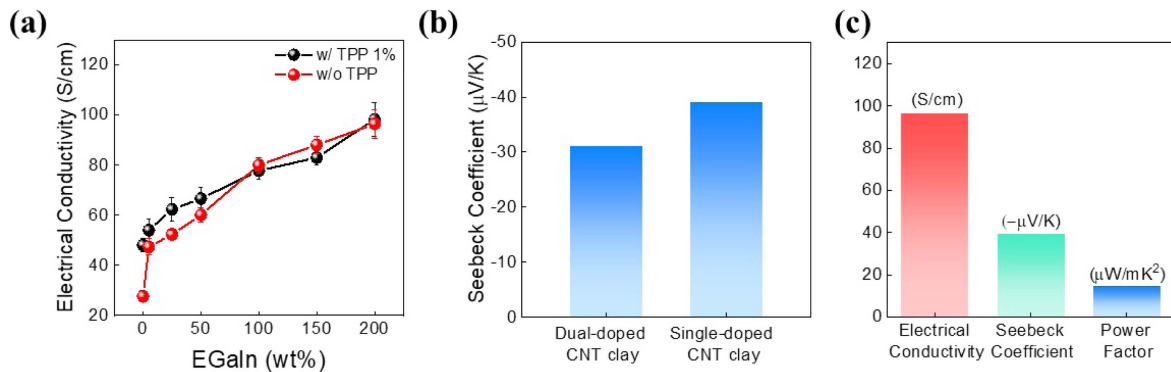 (a)
Electrical Conductivity (S/cm)
120
100
80
60
40
20
w/ TPP 1%
w/o TPP
0
50
100
150
200
EGaIn (wt%)
(b)
Seebeck Coefficient (μV/K)
-50
-40
-30
-20
-10
0
Dual-doped
CNT clay
Single-doped
CNT clay
(c)
120
100
80
60
40
20
0
(S/cm)
(−μV/K)
(μW/mK²)
Electrical
Conductivity
Seebeck
Coefficient
Power
Factor